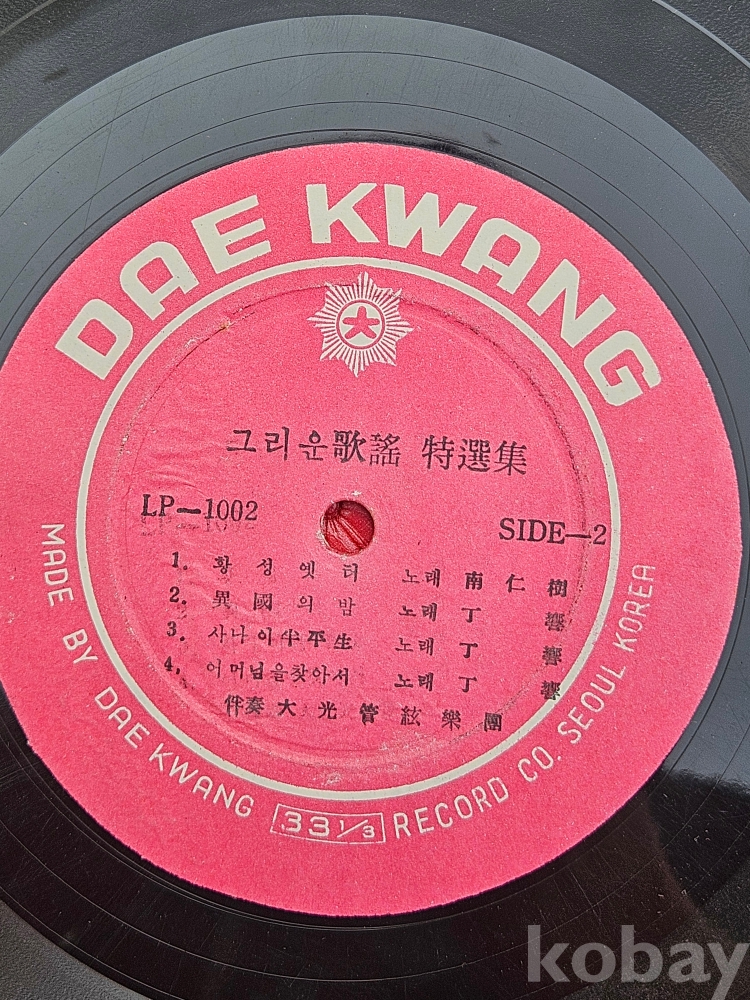 DAE KWANG
大
그리운歌謠 特選集
LP-1002
SIDE-2
1. 황성옛터 노래 南仁樹
2. 異國의밤 노래 丁響
3. 사나이半平生 노래 丁響
4. 어머님을찾아서 노래 丁響
伴奏 大光管絃樂團
MADE BY DAE KWANG 33 1/3 RECORD CO. SEOUL KOREA
kobay